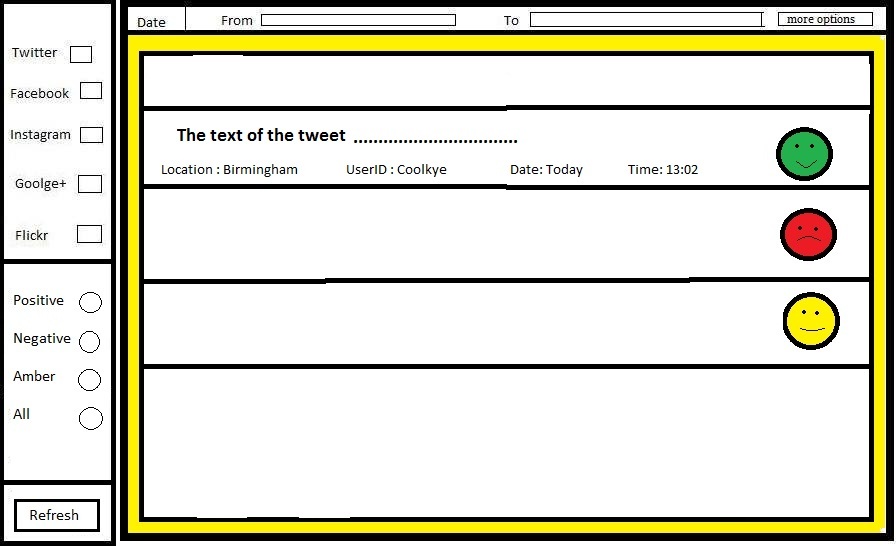 Twitter
Facebook
Instagram
Goolge+
Flickr
Positive
Negative
Amber
All
Refresh
Date From To more options
The text of the tweet .................................
Location : Birmingham UserID : Coolkye Date: Today Time: 13:02